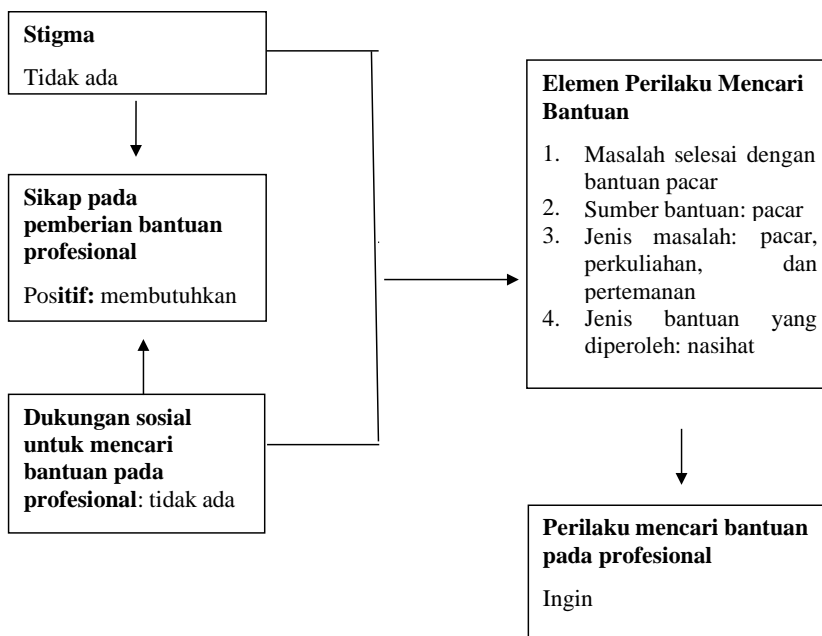 Stigma
Tidak ada
Sikap pada
pemberian bantuan
profesional
Positif: membutuhkan
Dukungan sosial
untuk mencari
bantuan pada
profesional: tidak ada
Elemen Perilaku Mencari
Bantuan
1. Masalah selesai dengan
bantuan pacar
2. Sumber bantuan: pacar
3. Jenis masalah: pacar,
perkuliahan, dan
pertemanan
4. Jenis bantuan yang
diperoleh: nasihat
Perilaku mencari bantuan
pada profesional
Ingin